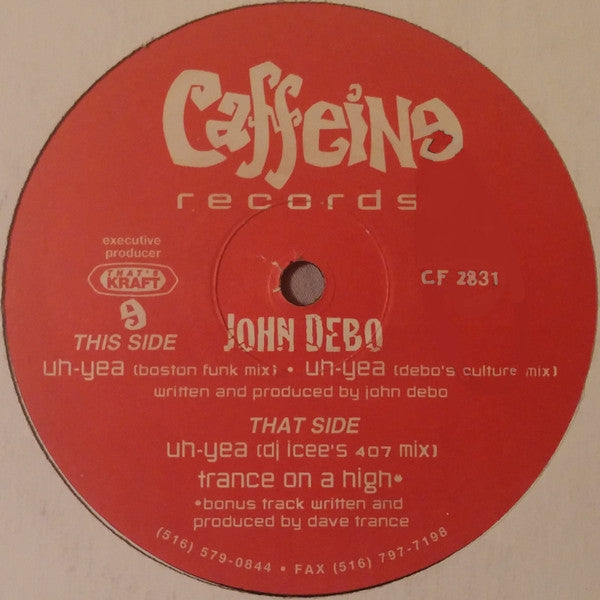 Caffeine
records
executive
producer
THAT'S
KRAFT
CF 2831
THIS SIDE
JOHN DEBO
uh-yea (boston funk mix) • uh-yea (debo's culture mix)
written and produced by john debo
THAT SIDE
uh-yea (dj icee's 407 mix)
trance on a high*
*bonus track written and
produced by dave trance
(516) 579-0844 • FAX (516) 797-7198